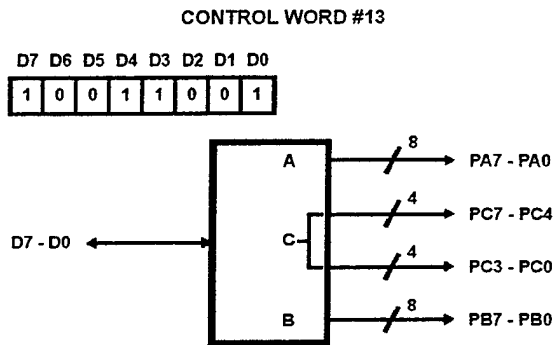 CONTROL WORD #13
D7 D6 D5 D4 D3 D2 D1 D0
1 0 0 1 1 0 0 1
A 8 PA7 - PA0
4 PC7 - PC4
D7 - D0 C
4 PC3 - PC0
B 8 PB7 - PB0